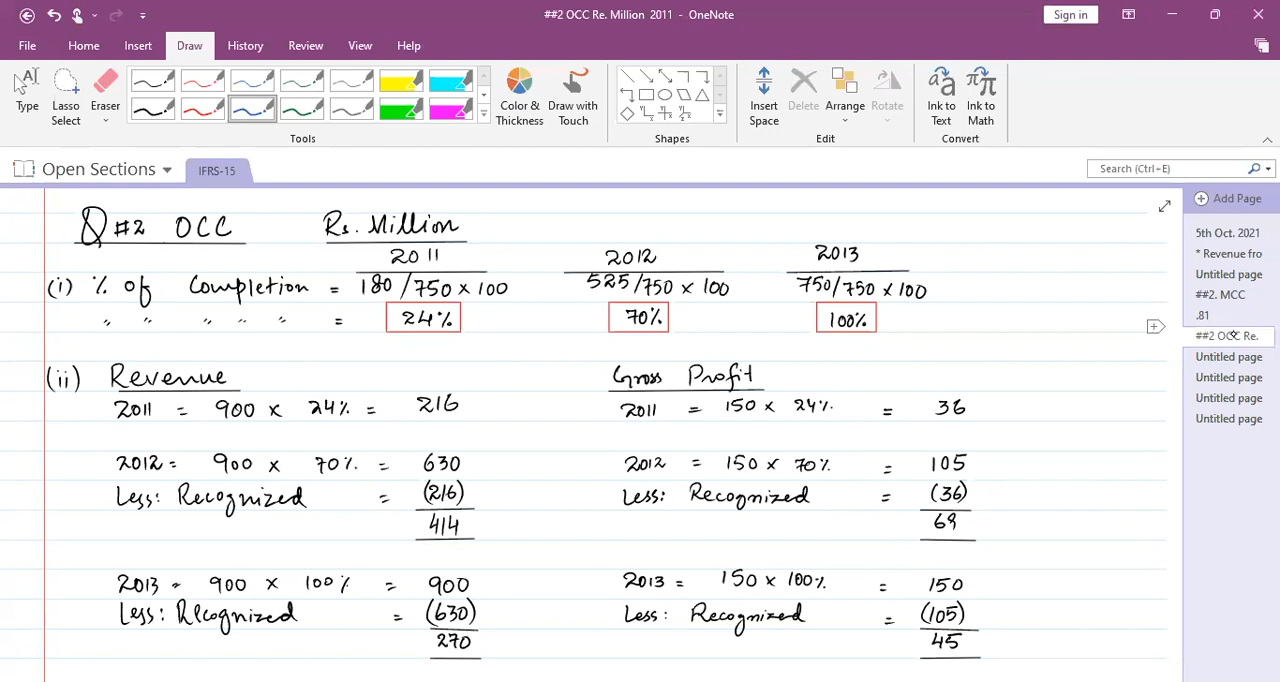 ##2 OCC Re. Million 2011 - OneNote
Sign in
File Home Insert Draw History Review View Help
Type
Lasso Select
Eraser
Color & Thickness
Draw with Touch
Insert Space
Delete
Arrange
Rotate
Ink to Text
Ink to Math
Tools Shapes Edit Convert
Open Sections
IFRS-15
Search (Ctrl+E)
Add Page
5th Oct. 2021
* Revenue fro
Untitled page
##2. MCC
.81
##2 OCC Re.
Untitled page
Untitled page
Untitled page
Untitled page
Q #2 OCC Rs. Million
2011 2012 2013
(i) % of Completion = 180/750 x 100 525/750 x 100 750/750 x 100
" " " " " = 24% 70% 100%
(ii) Revenue Gross Profit
2011 = 900 x 24% = 216 2011 = 150 x 24% = 36
2012 = 900 x 70% = 630 2012 = 150 x 70% = 105
Less: Recognized = (216) Less: Recognized = (36)
414 69
2013 = 900 x 100% = 900 2013 = 150 x 100% = 150
Less: Recognized = (630) Less: Recognized = (105)
270 45